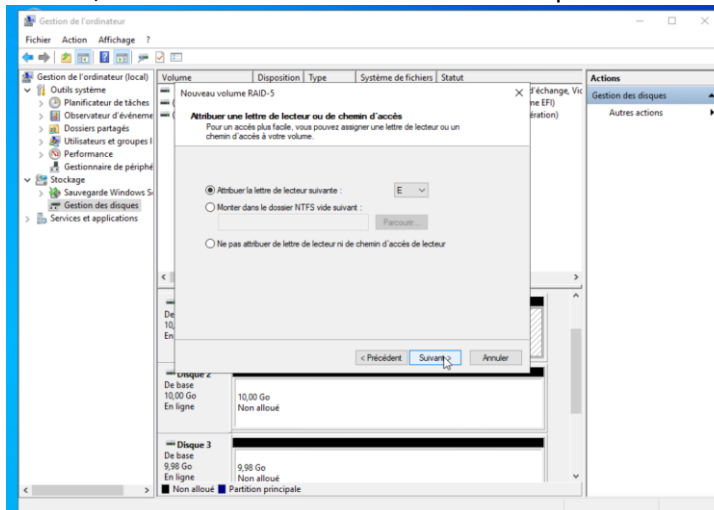 Gestion de l'ordinateur
Fichier Action Affichage ?
Gestion de l'ordinateur (local)
Outils système
Planificateur de tâches
Observateur d'événeme
Dossiers partagés
Utilisateurs et groupes l
Performance
Gestionnaire de périphé
Stockage
Sauvegarde Windows Se
Gestion des disques
Services et applications
Volume Disposition Type Système de fichiers Statut
d'échange, Vic
me EFI)
ération)
Nouveau volume RAID-5
Attribuer une lettre de lecteur ou de chemin d'accès
Pour un accès plus facile, vous pouvez assigner une lettre de lecteur ou un
chemin d'accès à votre volume.
Attribuer la lettre de lecteur suivante : E
Monter dans le dossier NTFS vide suivant :
Parcourir...
Ne pas attribuer de lettre de lecteur ni de chemin d'accès de lecteur
< Précédent Suivant > Annuler
De
10,
En
Disque 2
De base
10,00 Go
En ligne
10,00 Go
Non alloué
Disque 3
De base
9,98 Go
En ligne
9,98 Go
Non alloué
Non alloué Partition principale
Actions
Gestion des disques
Autres actions